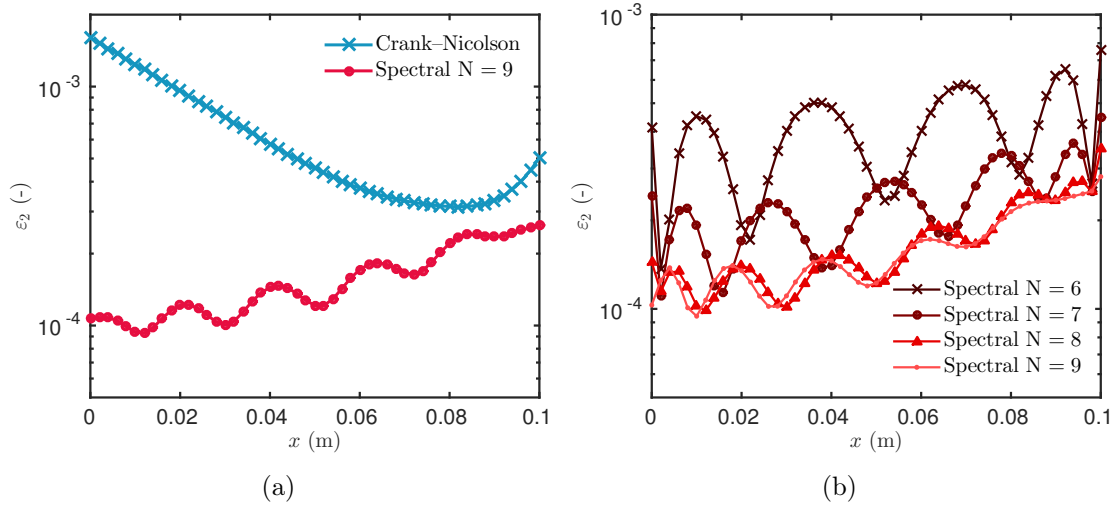 Crank–Nicolson
Spectral N = 9
10⁻³
10⁻⁴
ε₂ (-)
0 0.02 0.04 0.06 0.08 0.1
x (m)
(a)
10⁻³
10⁻⁴
ε₂ (-)
Spectral N = 6
Spectral N = 7
Spectral N = 8
Spectral N = 9
0 0.02 0.04 0.06 0.08 0.1
x (m)
(b)